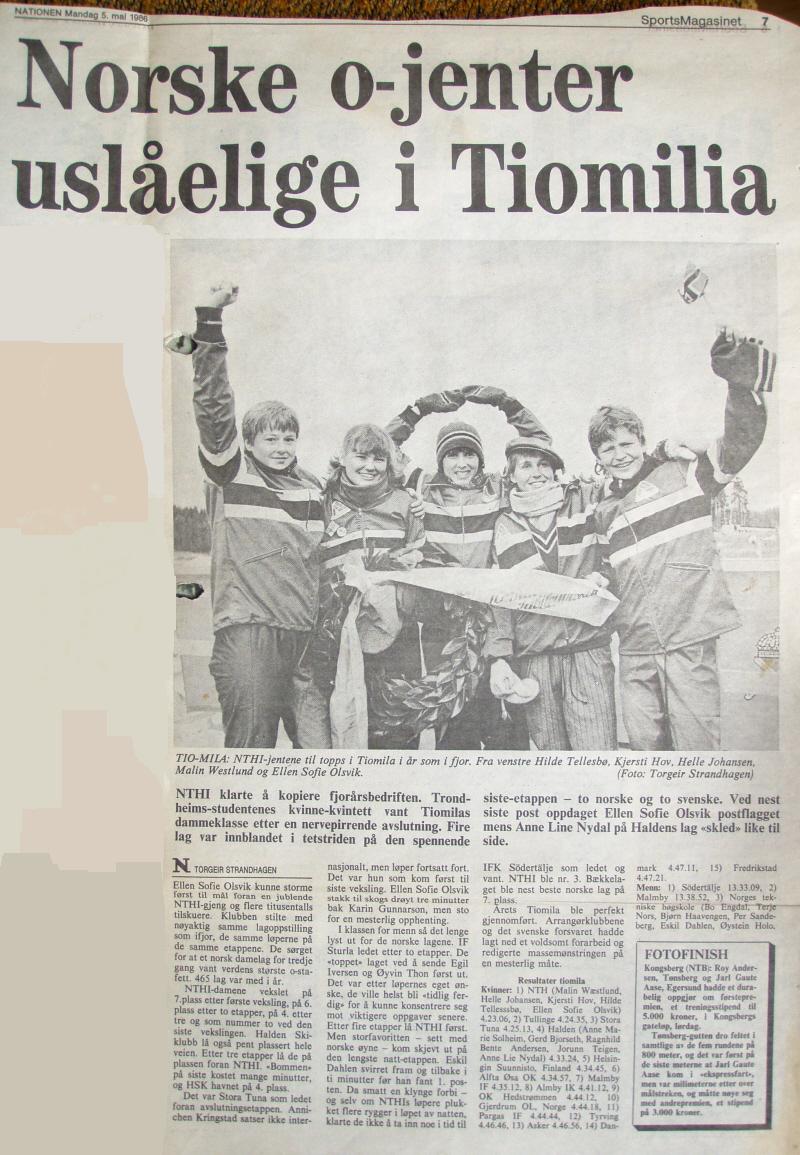 NATIONEN Mandag 5. mai 1986
SportsMagasinet 7
Norske o-jenter
uslåelige i Tiomilia
TIO-MILA: NTHI-jentene til topps i Tiomila i år som i fjor. Fra venstre Hilde Tellesbø, Kjersti Hov, Helle Johansen,
Malin Westlund og Ellen Sofie Olsvik. (Foto: Torgeir Strandhagen)
NTHI klarte å kopiere fjorårsbedriften. Trond-
heims-studentenes kvinne-kvintett vant Tiomilas
dammeklasse etter en nervepirrende avslutning. Fire
lag var innblandet i tetstriden på den spennende
siste-etappen – to norske og to svenske. Ved nest
siste post oppdaget Ellen Sofie Olsvik postflagget
mens Anne Line Nydal på Haldens lag «skled» like til
side.
N TORGEIR STRANDHAGEN
Ellen Sofie Olsvik kunne storme
først til mål foran en jublende
NTHI-gjeng og flere titusentalls
tilskuere. Klubben stilte med
nøyaktig samme lagoppstilling
som ifjor, de samme løperne på
de samme etappene. De sørget
for at et norsk damelag for tredje
gang vant verdens største o-sta-
fett. 465 lag var med i år.
NTHI-damene vekslet på
7.plass etter første veksling, på 6.
plass etter to etapper, på 4. etter
tre og som nummer to ved den
siste vekslingen. Halden Ski-
klubb lå også pent plassert hele
veien. Etter tre etapper lå de på
plassen foran NTHI. «Bommen»
på siste kostet mange minutter,
og HSK havnet på 4. plass.
Det var Stora Tuna som ledet
foran avslutningsetappen. Anni-
chen Kringstad satser ikke inter-
nasjonalt, men løper fortsatt fort.
Det var hun som kom først til
siste veksling. Ellen Sofie Olsvik
stakk til skogs drøyt tre minutter
bak Karin Gunnarson, men sto
for en mesterlig opphenting.
I klassen for menn så det lenge
lyst ut for de norske lagene. IF
Sturla ledet etter to etapper. De
«toppet» laget ved å sende Egil
Iversen og Øyvin Thon først ut.
Det var etter løpernes eget øn-
ske, de ville helst bli «tidlig fer-
dig» for å kunne konsentrere seg
mot viktigere oppgaver senere.
Etter fire etapper lå NTHI først.
Men storfavoritten – sett med
norske øyne – kom skjevt ut på
den lengste natt-etappen. Eskil
Dahlen svirret fram og tilbake i
ti minutter før han fant 1. pos-
ten. Da smatt en klynge forbi –
og selv om NTHIs løpere pluk-
ket flere rygger i løpet av natten,
klarte de ikke å ta inn noe i tid til
IFK Södertälje som ledet og
vant. NTHI ble nr. 3. Bækkela-
get ble nest beste norske lag på
7. plass.
Årets Tiomila ble perfekt
gjennomført. Arrangørklubbene
og det svenske forsvaret hadde
lagt ned et voldsomt forarbeid og
redigerte massemønstringen på
en mesterlig måte.
Resultater tiomila
Kvinner: 1) NTH (Malin Wæstlund,
Helle Johansen, Kjersti Hov, Hilde
Tellesssbø, Ellen Sofie Olsvik)
4.23.06, 2) Tullinge 4.24.35, 3) Stora
Tuna 4.25.13, 4) Halden (Anne Ma-
rie Solheim, Gerd Bjorseth, Ragnhild
Bente Andersen, Jorunn Teigen,
Anne Lie Nydal) 4.33.24, 5) Helsin-
gin Suunnisto, Finland 4.34.45, 6)
Alfta Øsa OK 4.34.57, 7) Malmby
IF 4.35.12, 8) Almby IK 4.41.12, 9)
OK Hedstrømmen 4.44.12, 10)
Gjerdrum OL, Norge 4.44.18, 11)
Pargas IF 4.44.44, 12) Tyrving
4.46.46, 13) Asker 4.46.56, 14) Dan-
mark 4.47.11, 15) Fredrikstad
4.47.21.
Menn: 1) Södertälje 13.33.09, 2)
Malmby 13.38.52, 3) Norges tek-
niske høgskole (Bo Engdal, Terje
Nors, Bjørn Haavengen, Per Sande-
berg, Eskil Dahlen, Øystein Holo,
FOTOFINISH
Kongsberg (NTB): Roy Ander-
sen, Tønsberg og Jarl Gaute
Aase, Egersund hadde et dura-
belig oppgjør om førstepre-
mien, et treningsstipend til
5.000 kroner, i Kongsbergs
gateløp, lørdag.
Tønsberg-gutten dro feltet i
samtlige av de fem rundene på
800 meter, og det var først på
de siste meterne at Jarl Gaute
Aase kom i «ekspressfart»,
men var millimeterne etter over
målstreken, og måtte nøye seg
med andrepremien, et stipend
på 3.000 kroner.